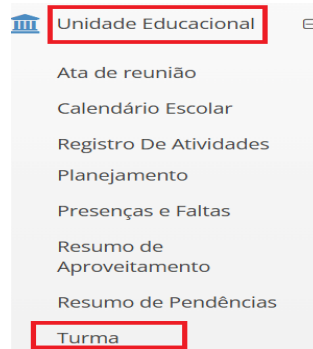 Unidade Educacional
Ata de reunião
Calendário Escolar
Registro De Atividades
Planejamento
Presenças e Faltas
Resumo de
Aproveitamento
Resumo de Pendências
Turma